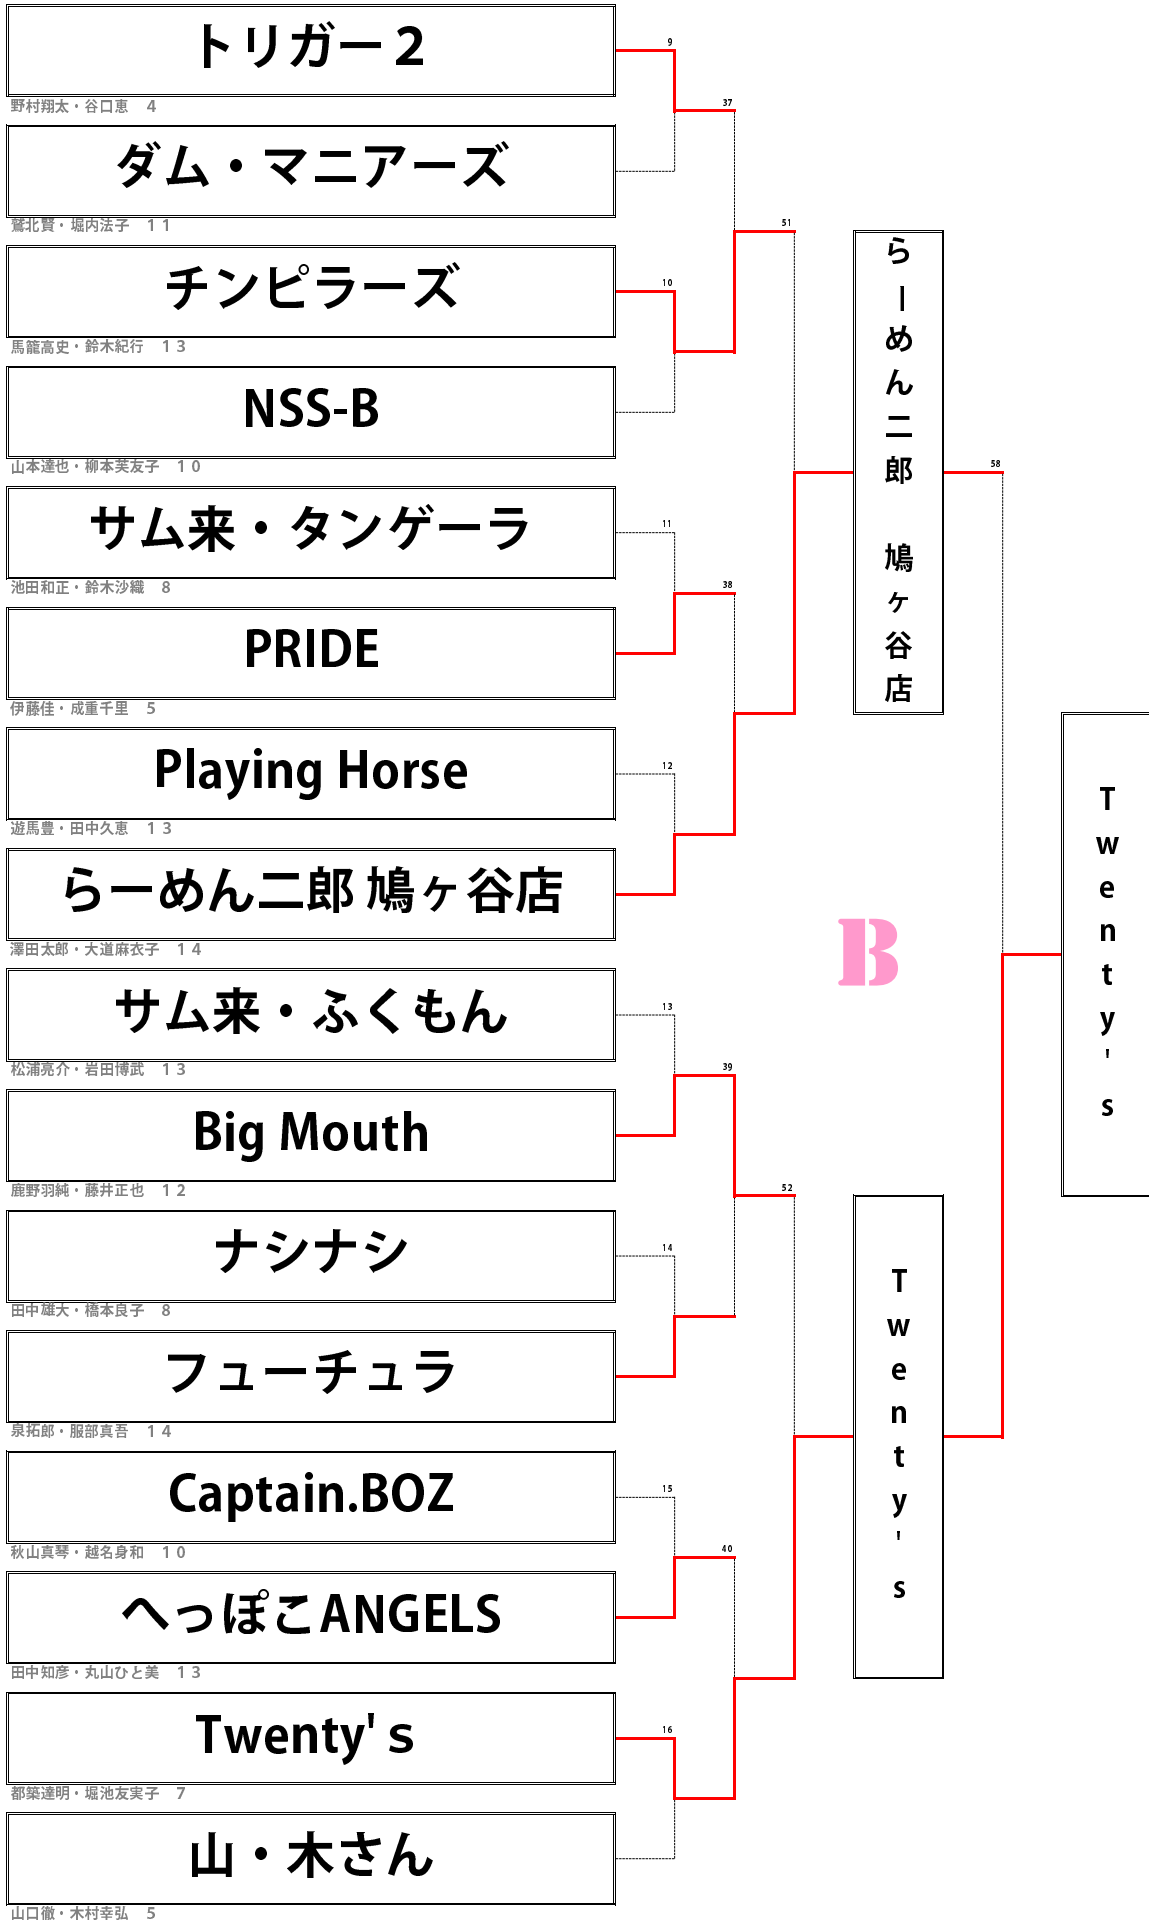 トリガー２
野村翔太・谷口恵　4
ダム・マニアーズ
鷲北賢・堀内法子　11
チンピラーズ
馬籠高史・鈴木紀行　13
NSS-B
山本達也・柳本芙友子　10
サム来・タンゲーラ
池田和正・鈴木沙織　8
PRIDE
伊藤佳・成重千里　5
Playing Horse
遊馬豊・田中久恵　13
らーめん二郎 鳩ヶ谷店
澤田太郎・大道麻衣子　14
サム来・ふくもん
松浦亮介・岩田博武　13
Big Mouth
鹿野羽純・藤井正也　12
ナシナシ
田中雄大・橋本良子　8
フューチュラ
泉拓郎・服部真吾　14
Captain.BOZ
秋山真琴・越名身和　10
へっぽこANGELS
田中知彦・丸山ひと美　13
Twenty'ｓ
都築達明・堀池友実子　7
山・木さん
山口徹・木村幸弘　5
9
10
11
12
13
14
15
16
37
38
39
40
51
52
らーめん二郎　鳩ヶ谷店
Twenty'ｓ
58
B
Twenty'ｓ